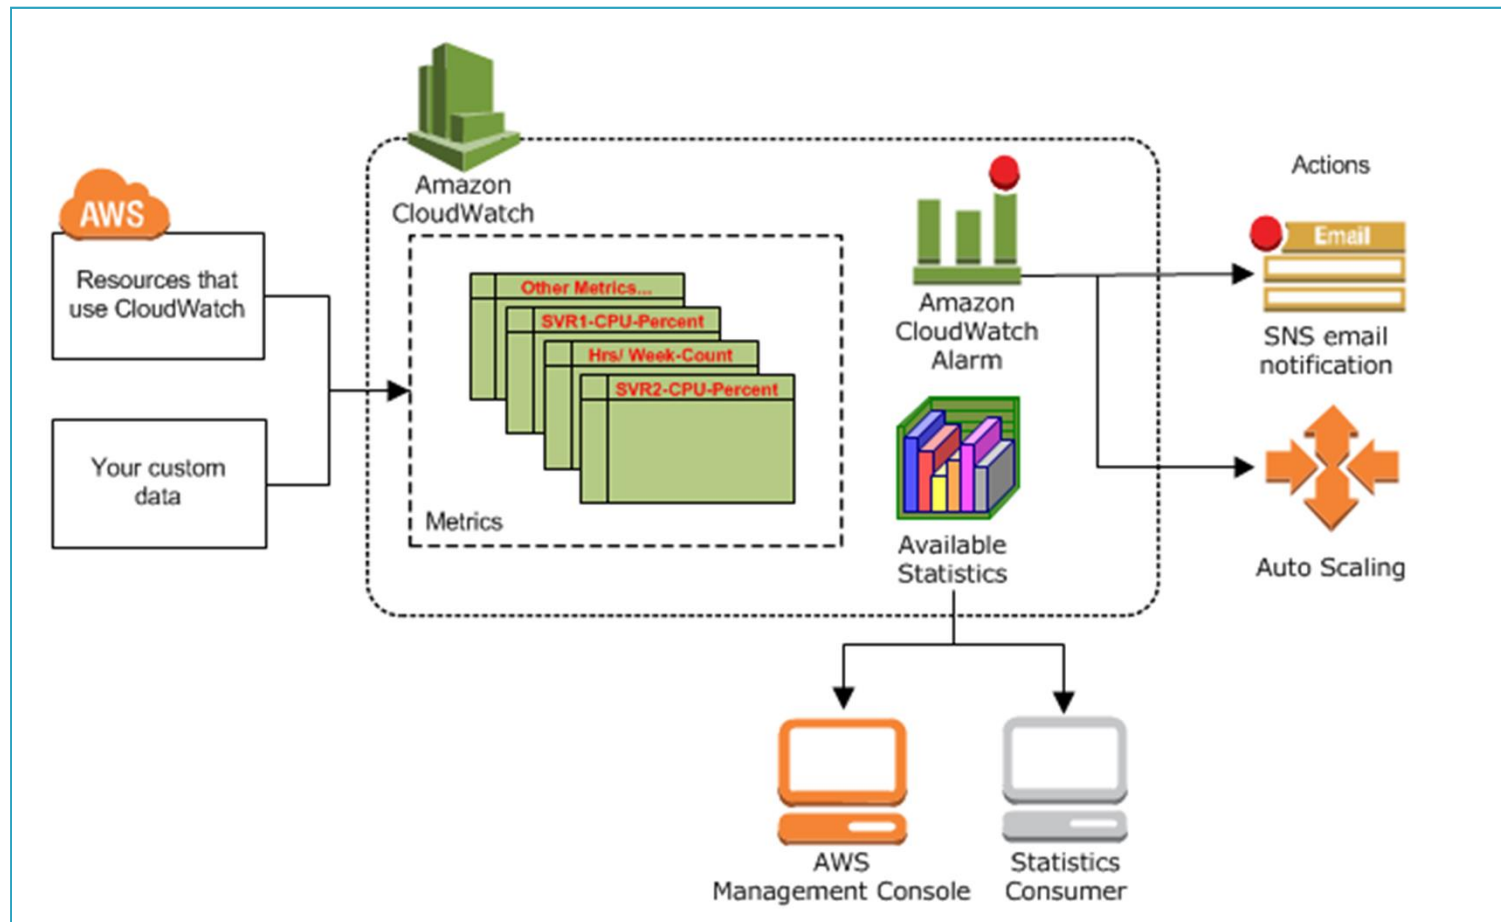 Amazon
CloudWatch
AWS
Resources that
use CloudWatch
Your custom
data
Other Metrics...
SVR1-CPU-Percent
Hrs/ Week-Count
SVR2-CPU-Percent
Metrics
Amazon
CloudWatch
Alarm
Available
Statistics
Actions
Email
SNS email
notification
Auto Scaling
AWS
Management Console
Statistics
Consumer